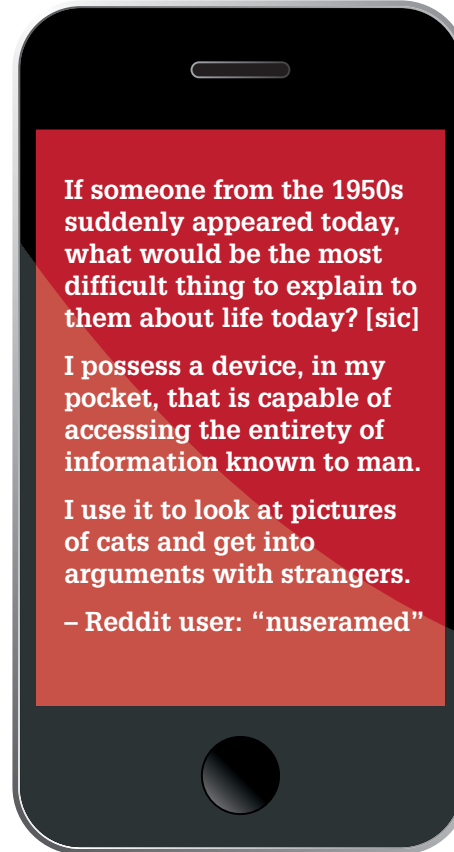 If someone from the 1950s
suddenly appeared today,
what would be the most
difficult thing to explain to
them about life today? [sic]
I possess a device, in my
pocket, that is capable of
accessing the entirety of
information known to man.
I use it to look at pictures
of cats and get into
arguments with strangers.
– Reddit user: “nuseramed”